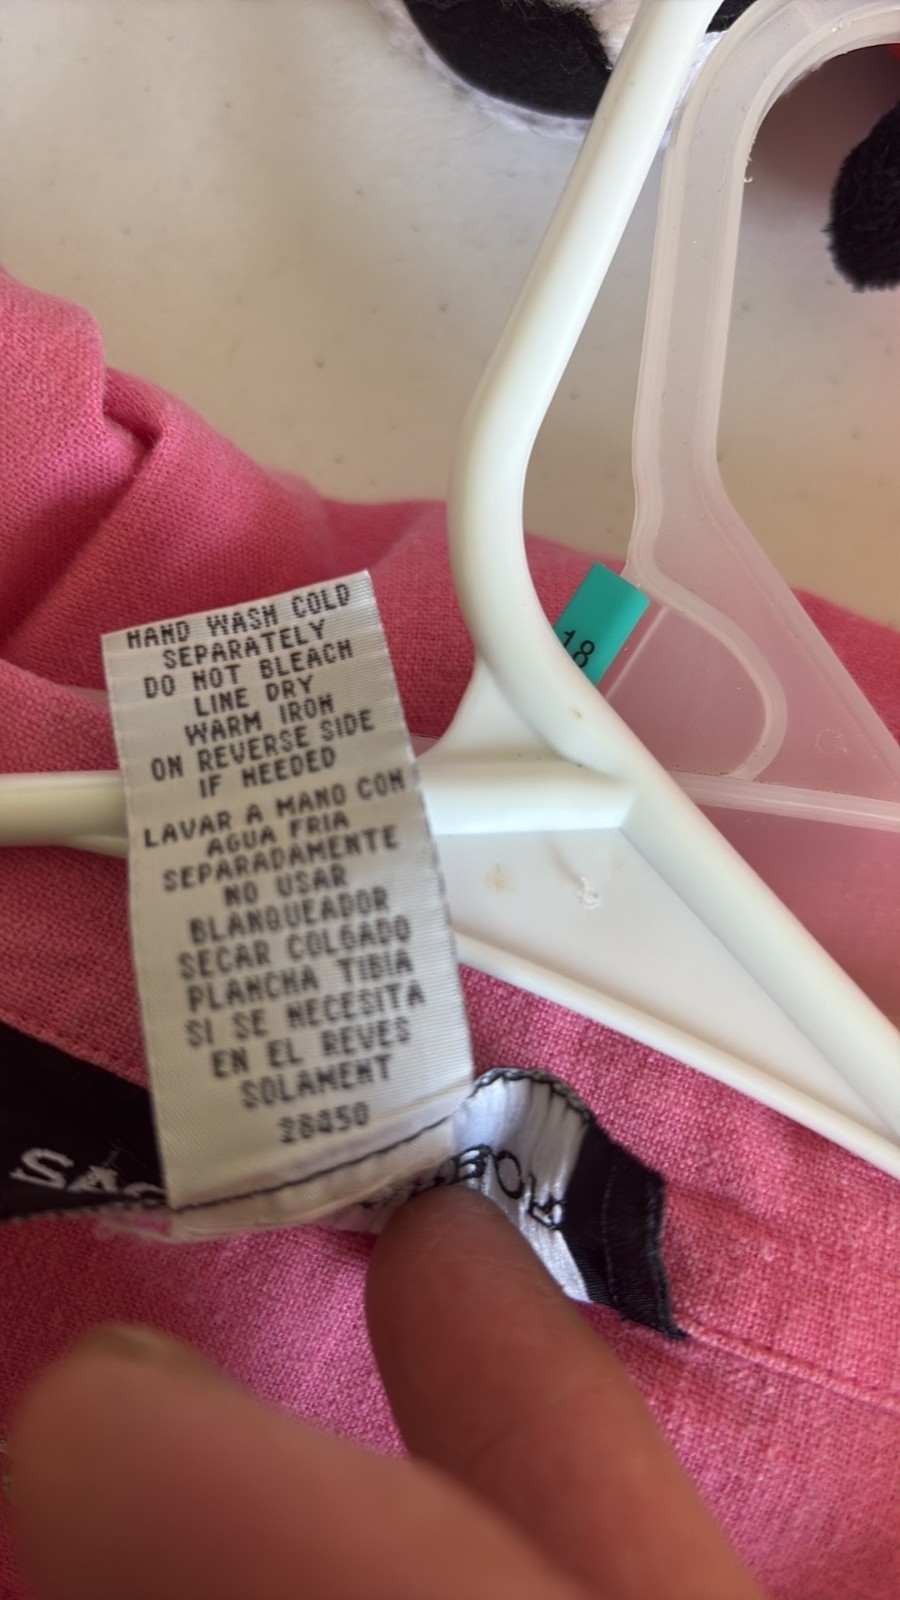 18
HAND WASH COLD
SEPARATELY
DO NOT BLEACH
LINE DRY
WARM IRON
ON REVERSE SIDE
IF NEEDED
LAVAR A MANO CON
AGUA FRIA
SEPARADAMENTE
NO USAR
BLANQUEADOR
SECAR COLGADO
PLANCHA TIBIA
SI SE NECESITA
EN EL REVES
SOLAMENT
28450